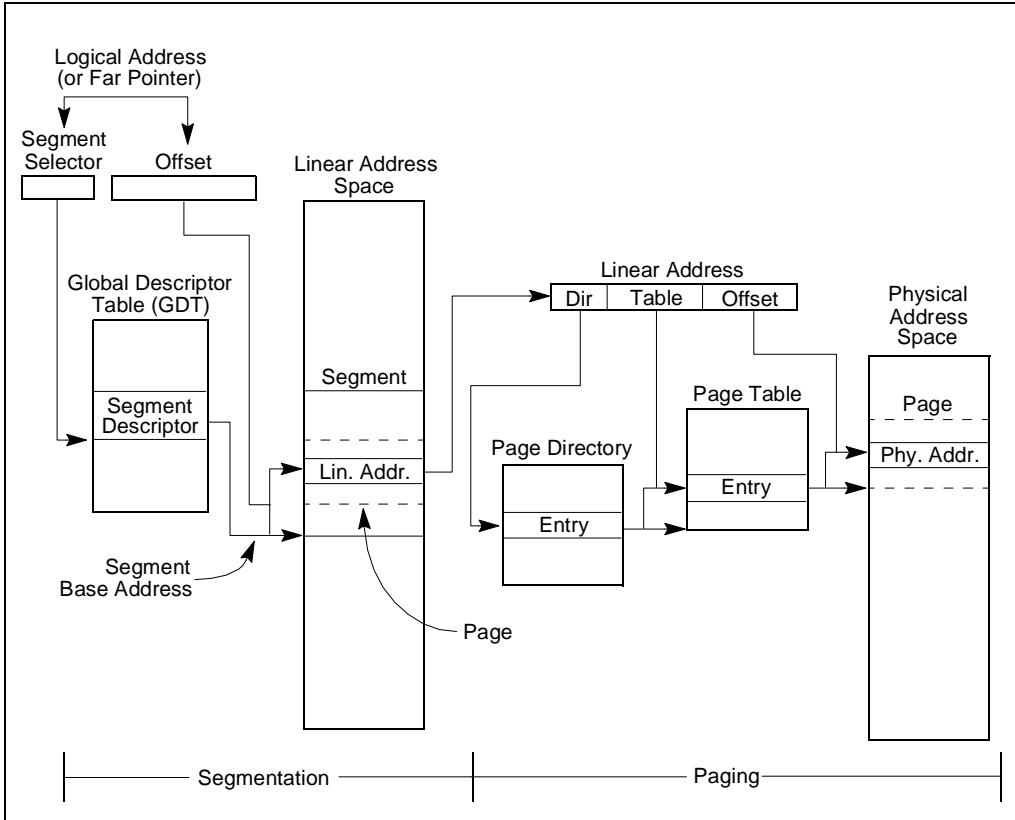 Logical Address
(or Far Pointer)
Segment
Selector
Offset
Linear Address
Space
Global Descriptor
Table (GDT)
Segment
Descriptor
Segment
Lin. Addr.
Segment
Base Address
Page
Linear Address
Dir
Table
Offset
Physical
Address
Space
Page Table
Page
Page Directory
Phy. Addr.
Entry
Entry
Segmentation
Paging